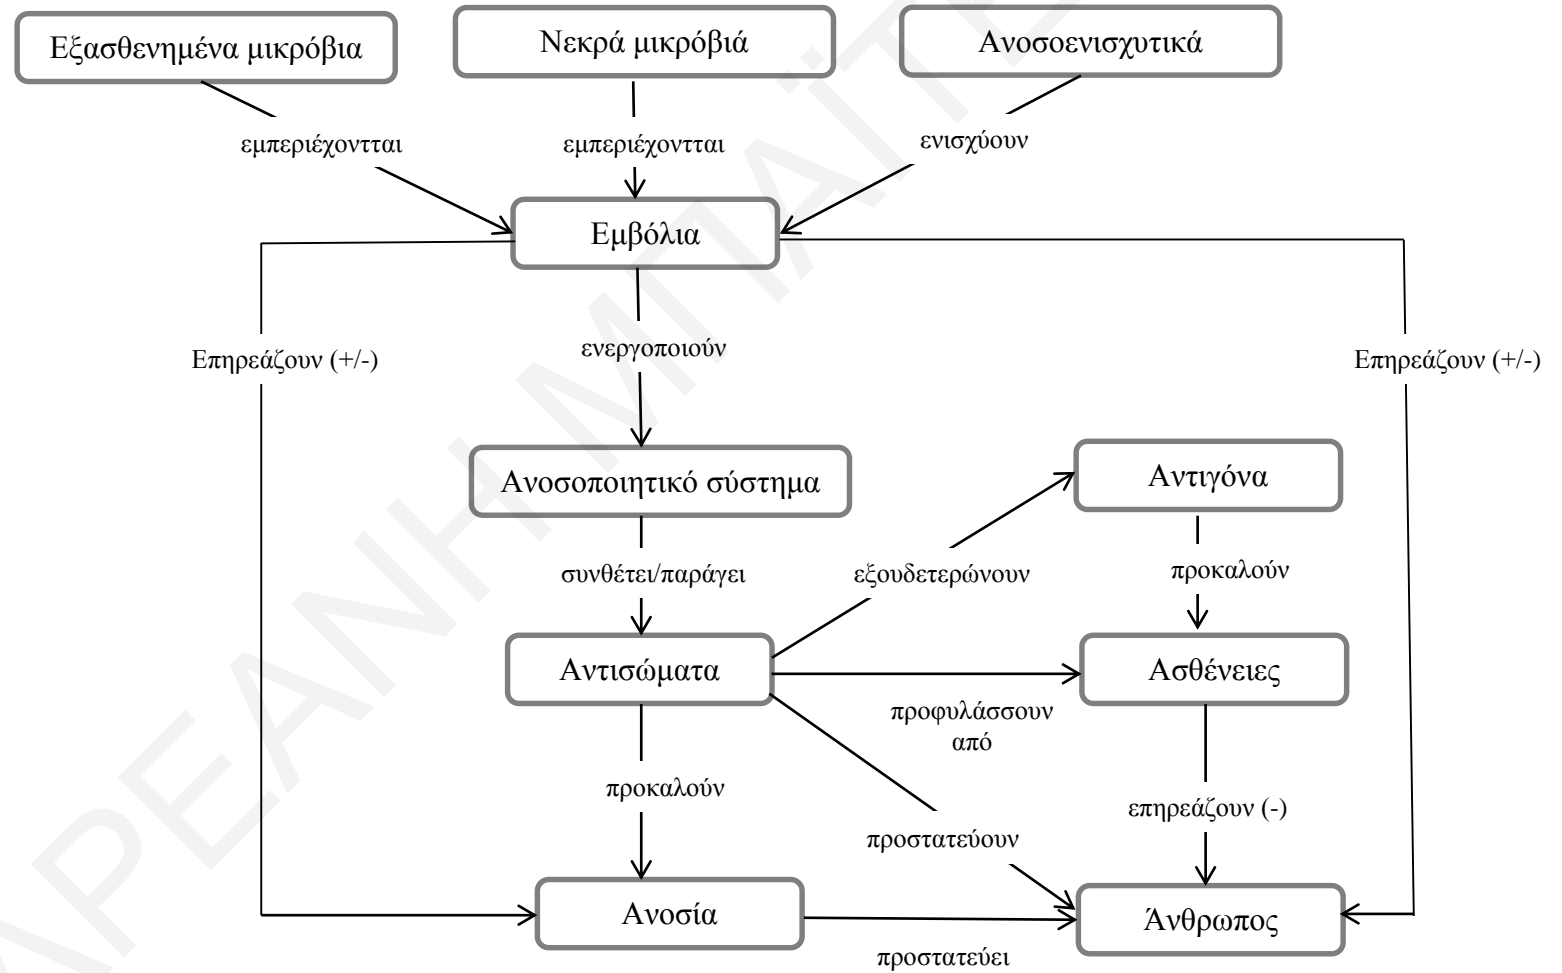 Εξασθενημένα μικρόβια
Νεκρά μικρόβιά
Ανοσοενισχυτικά
εμπεριέχοντται
εμπεριέχοντται
ενισχύουν
Εμβόλια
Επηρεάζουν (+/-)
ενεργοποιούν
Επηρεάζουν (+/-)
Ανοσοποιητικό σύστημα
Αντιγόνα
συνθέτει/παράγει
εξουδετερώνουν
προκαλούν
Αντισώματα
Ασθένειες
προφυλάσσουν
από
προκαλούν
προστατεύουν
επηρεάζουν (-)
Ανοσία
Άνθρωπος
προστατεύει